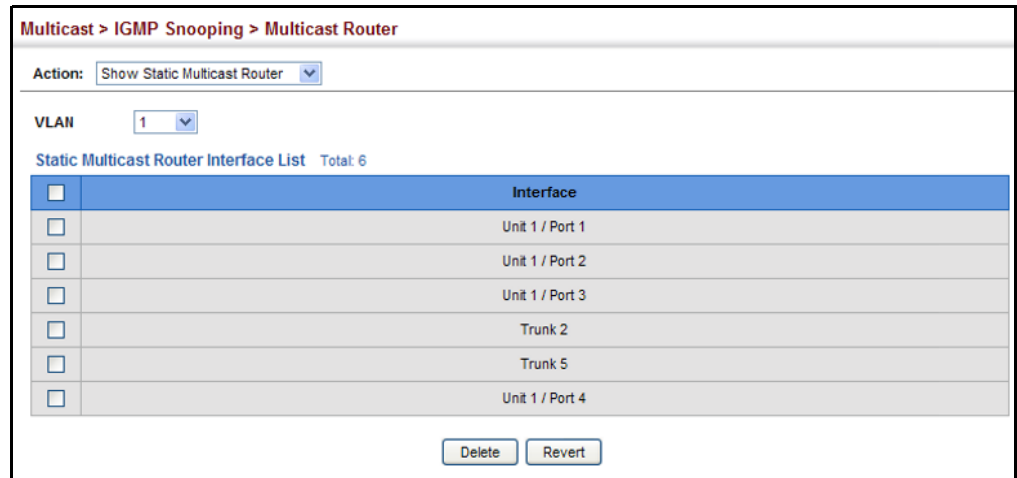 Multicast > IGMP Snooping > Multicast Router
Action: Show Static Multicast Router
VLAN 1
Static Multicast Router Interface List Total: 6
Interface
Unit 1 / Port 1
Unit 1 / Port 2
Unit 1 / Port 3
Trunk 2
Trunk 5
Unit 1 / Port 4
Delete Revert